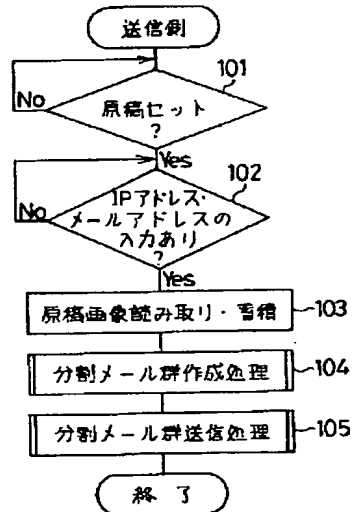 送信側
101
No
原稿セット
?
Yes
102
No
IPアドレス・
メールアドレスの
入力あり
?
Yes
原稿画像読み取り・蓄積
103
分割メール群作成処理
104
分割メール群送信処理
105
終了